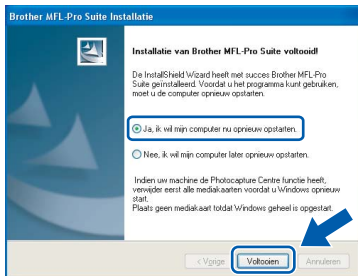 Brother MFL-Pro Suite Installatie
Installatie van Brother MFL-Pro Suite voltooid!
De InstallShield Wizard heeft met succes Brother MFL-Pro
Suite geïnstalleerd. Voordat u het programma kunt gebruiken,
moet u de computer opnieuw opstarten.
Ja, ik wil mijn computer nu opnieuw opstarten.
Nee, ik wil mijn computer later opnieuw opstarten.
Indien uw machine de Photocapture Centre functie heeft,
verwijder eerst alle mediakaarten voordat u Windows opnieuw
start.
Plaats geen mediakaart totdat Windows geheel is opgestart.
< Vorige
Voltooien
Annuleren